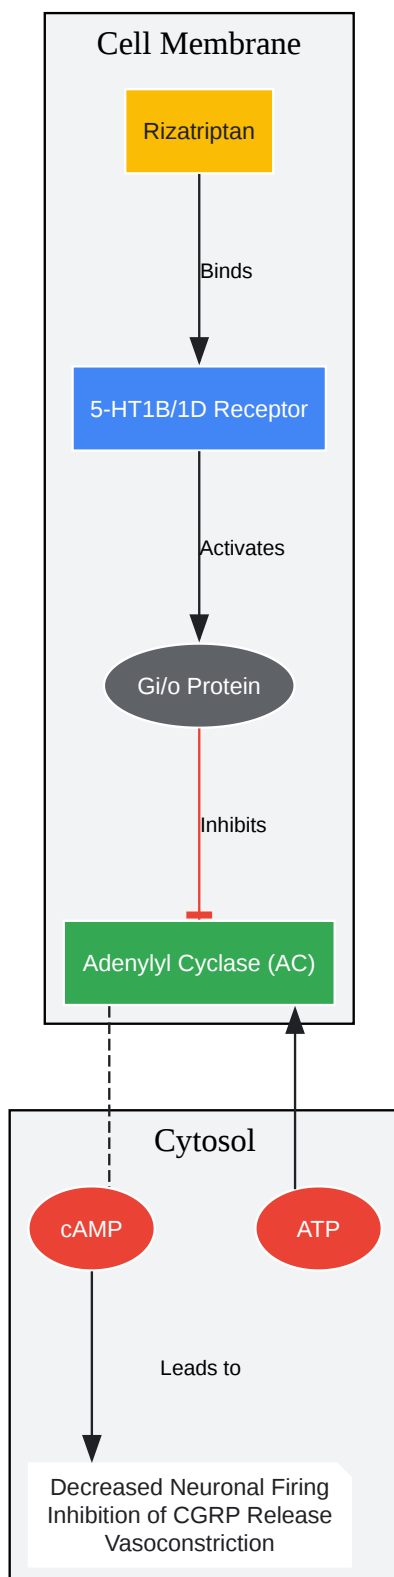 Cell Membrane
Rizatriptan
Binds
5-HT1B/1D Receptor
Activates
Gi/o Protein
Inhibits
Adenylyl Cyclase (AC)
Cytosol
cAMP
ATP
Leads to
Decreased Neuronal Firing
Inhibition of CGRP Release
Vasoconstriction